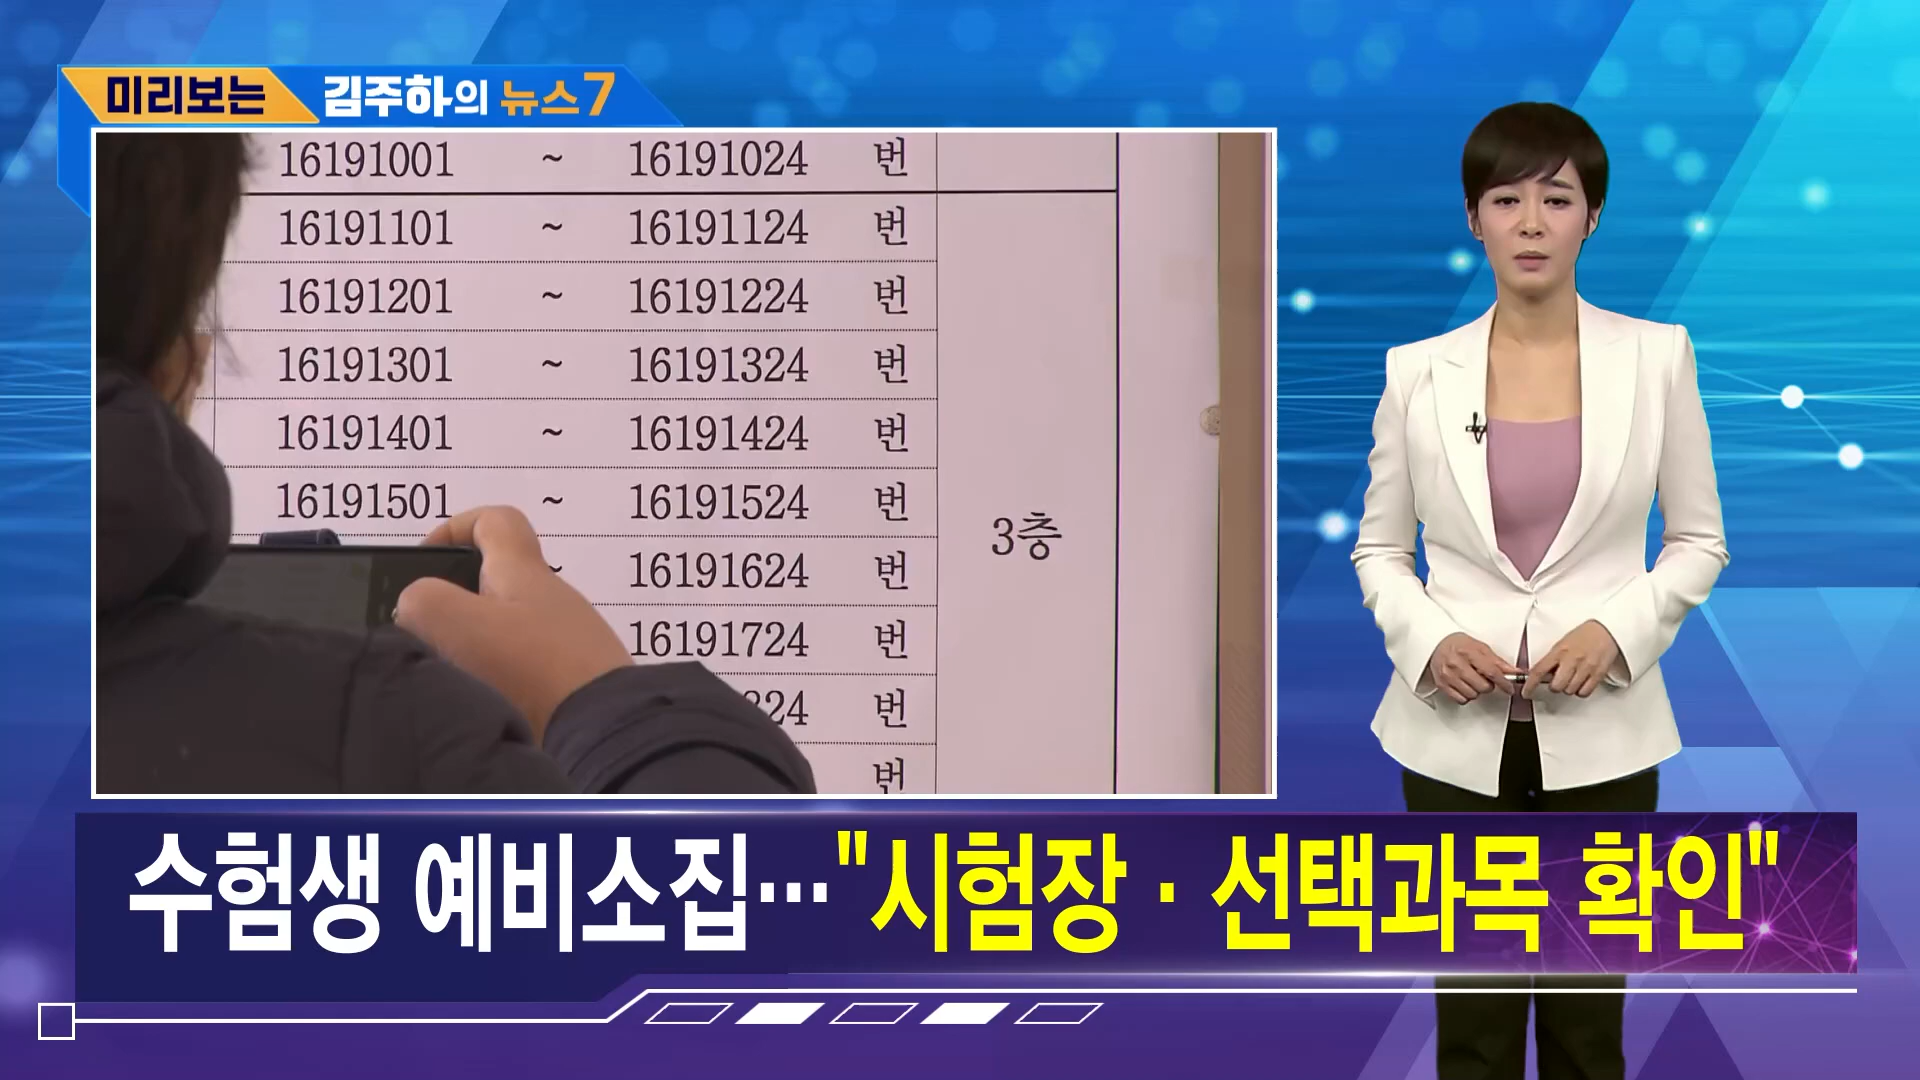 미리보는 김주하의 뉴스7
16191001 ~ 16191024 번
16191101 ~ 16191124 번
16191201 ~ 16191224 번
16191301 ~ 16191324 번
16191401 ~ 16191424 번
16191501 ~ 16191524 번
3층
~ 16191624 번
16191724 번
24 번
번
수험생 예비소집…"시험장·선택과목 확인"